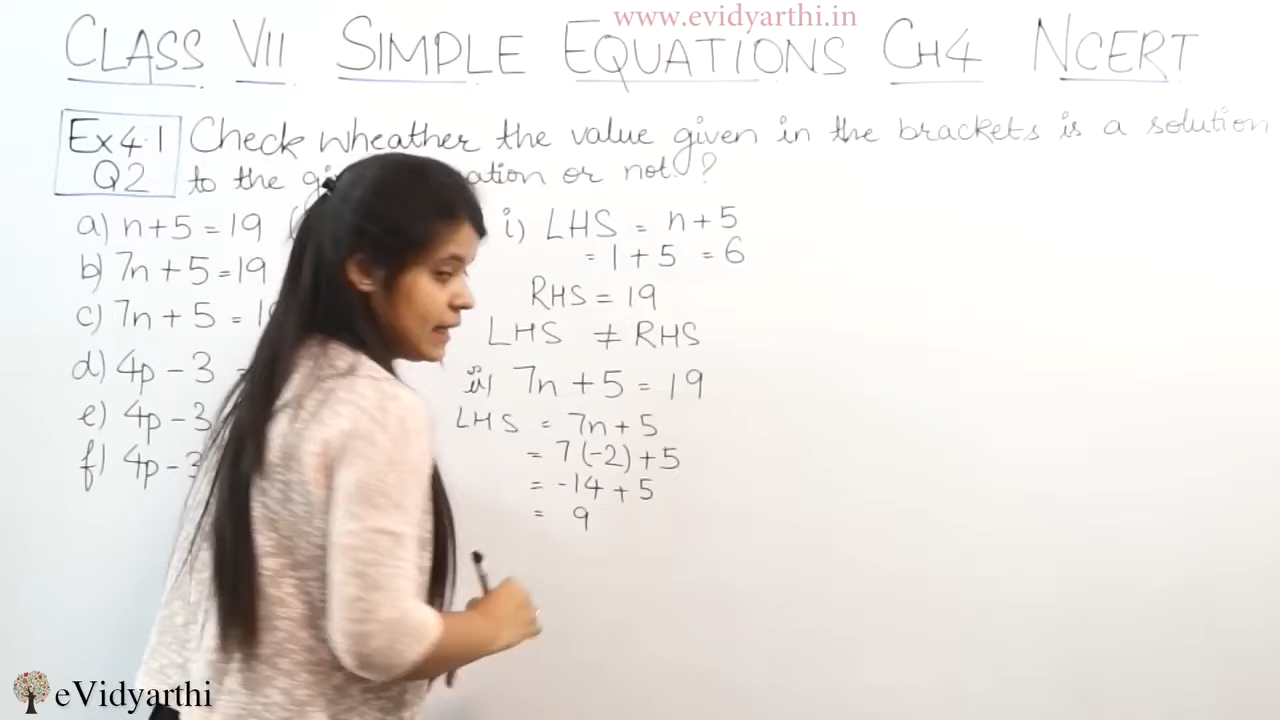 www.evidyarthi.in
CLASS VII SIMPLE EQUATIONS CH4 NCERT
Ex 4.1 Check wheather the value given in the brackets is a solution
Q2 to the ation or not. ?
a) n+5 = 19 (
b) 7n + 5 = 19
c) 7n + 5 =
d) 4p - 3
e) 4p - 3
f) 4p - 3
i) LHS = n+5
= 1 + 5 = 6
RHS = 19
LHS ≠ RHS
ii) 7n + 5 = 19
LHS = 7n + 5
= 7 (-2) + 5
= -14 + 5
= 9
eVidyarthi